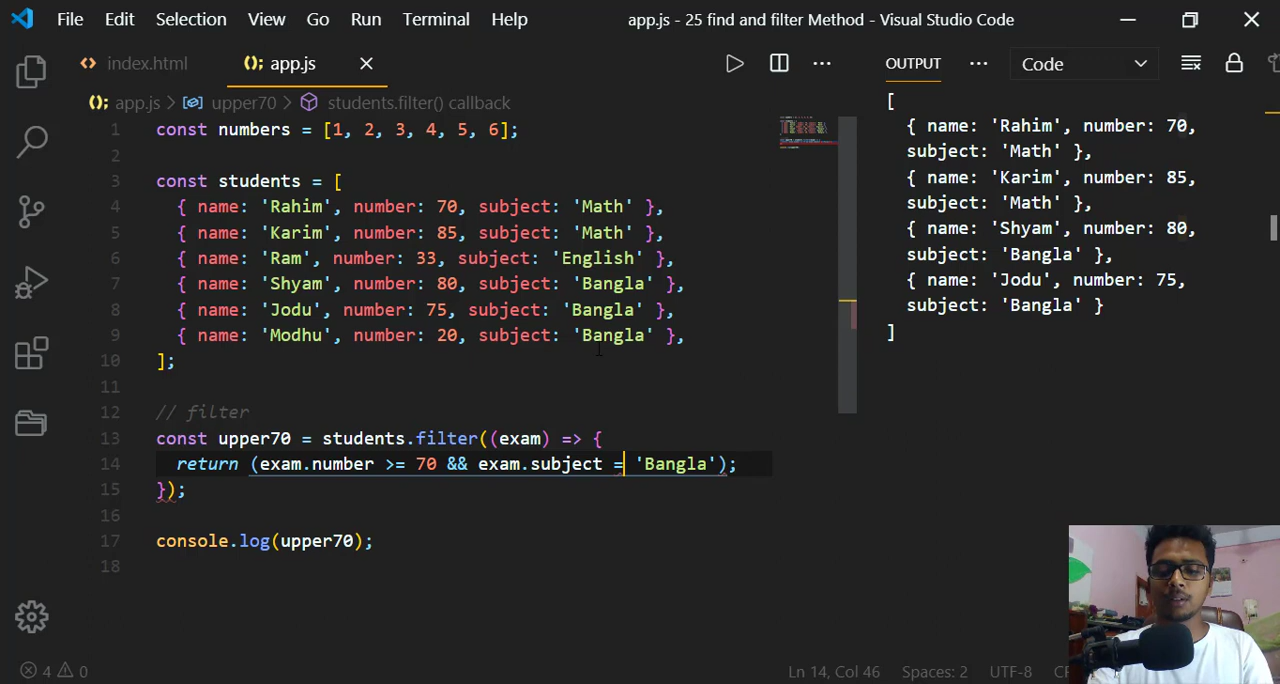 File Edit Selection View Go Run Terminal Help app.js - 25 find and filter Method - Visual Studio Code
index.html app.js OUTPUT Code
app.js > upper70 > students.filter() callback
1 const numbers = [1, 2, 3, 4, 5, 6];
2
3 const students = [
4 { name: 'Rahim', number: 70, subject: 'Math' },
5 { name: 'Karim', number: 85, subject: 'Math' },
6 { name: 'Ram', number: 33, subject: 'English' },
7 { name: 'Shyam', number: 80, subject: 'Bangla' },
8 { name: 'Jodu', number: 75, subject: 'Bangla' },
9 { name: 'Modhu', number: 20, subject: 'Bangla' },
10 ];
11
12 // filter
13 const upper70 = students.filter((exam) => {
14 return (exam.number >= 70 && exam.subject = 'Bangla');
15 });
16
17 console.log(upper70);
18
[
{ name: 'Rahim', number: 70,
subject: 'Math' },
{ name: 'Karim', number: 85,
subject: 'Math' },
{ name: 'Shyam', number: 80,
subject: 'Bangla' },
{ name: 'Jodu', number: 75,
subject: 'Bangla' }
]
4 0 Ln 14, Col 46 Spaces: 2 UTF-8